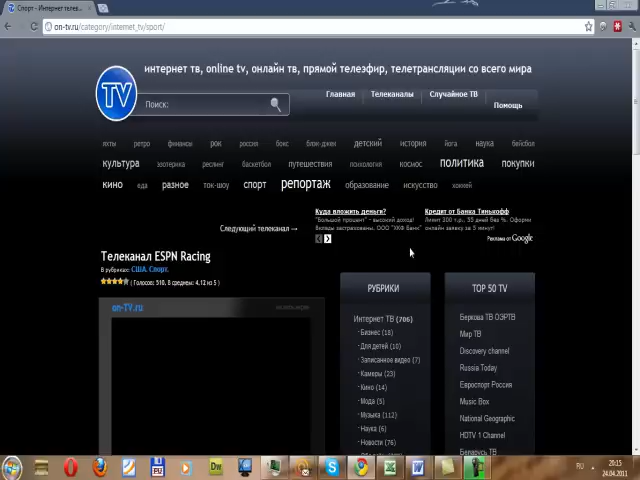 Спорт - Интернет телев...
on-tv.ru/category/internet_tv/sport/
интернет тв, online tv, онлайн тв, прямой телеэфир, телетрансляции со всего мира
TV
Поиск:
Главная Телеканалы Случайное ТВ
Помощь
яхты ретро финансы рок россия бокс блэк-джек детский история йога наука бейсбол
культура эзотерика реслинг баскетбол путешествия психология космос политика покупки
кино еда разное ток-шоу спорт репортаж образование искусство хоккей
Следующий телеканал →
Куда вложить деньги?
"Большой процент" - высокий доход!
Вклады застрахованы. ООО "УКФ Банк"
Кредит от Банка Тинькофф
Лимит 300 т.р., 55 дней без %. Оформи
онлайн заявку за 5 минут!
Реклама от Google
Телеканал ESPN Racing
В рубриках: США, Спорт.
( Голосов: 510, В среднем: 4.12 из 5 )
on-TV.ru
РУБРИКИ
Интернет ТВ (706)
Бизнес (18)
Для детей (10)
Записанное видео (7)
Камеры (23)
Кино (14)
Мода (5)
Музыка (112)
Наука (6)
Новости (76)
TOP 50 TV
Беркова ТВ ОЭРТВ
Мир ТВ
Discovery channel
Russia Today
Евроспорт Россия
Music Box
National Geographic
HDTV 1 Channel
Беларусь ТВ
RU
20:15
24.04.2011